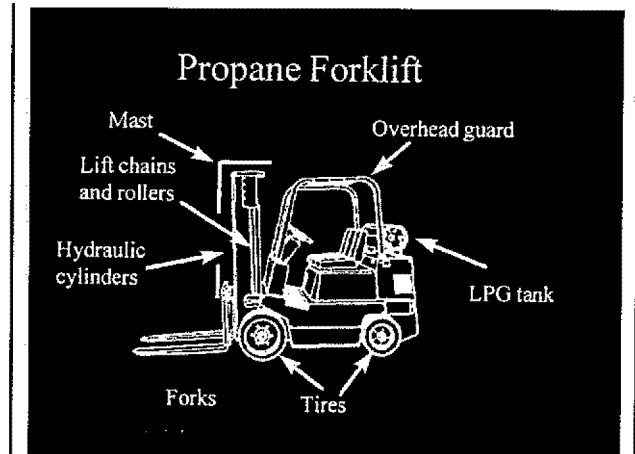 Propane Forklift
Mast
Overhead guard
Lift chains
and rollers
Hydraulic
cylinders
LPG tank
Forks
Tires